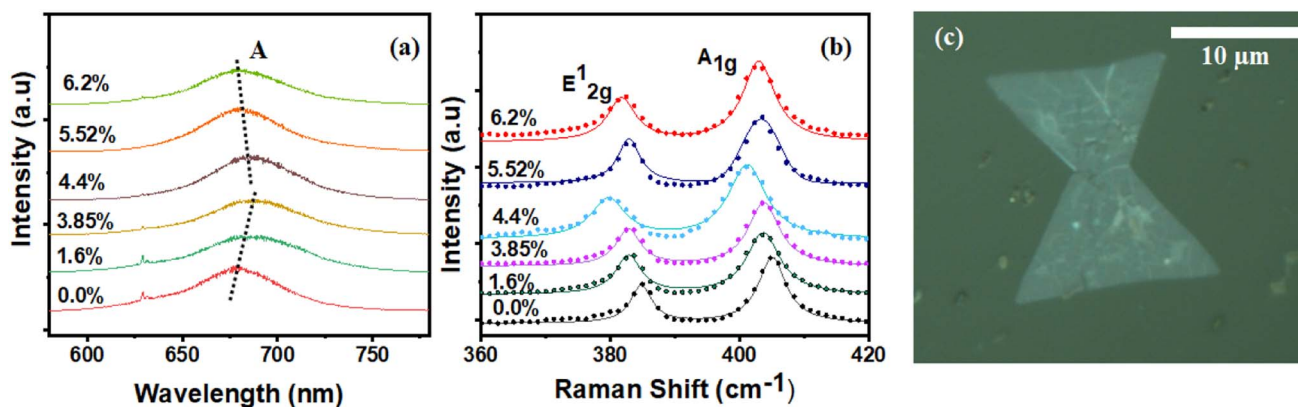 (a)
A
6.2%
5.52%
4.4%
3.85%
1.6%
0.0%
Intensity (a.u)
600 650 700 750
Wavelength (nm)
(b)
A1g
E12g
6.2%
5.52%
4.4%
3.85%
1.6%
0.0%
Intensity (a.u)
360 380 400 420
Raman Shift (cm-1)
(c)
10 µm